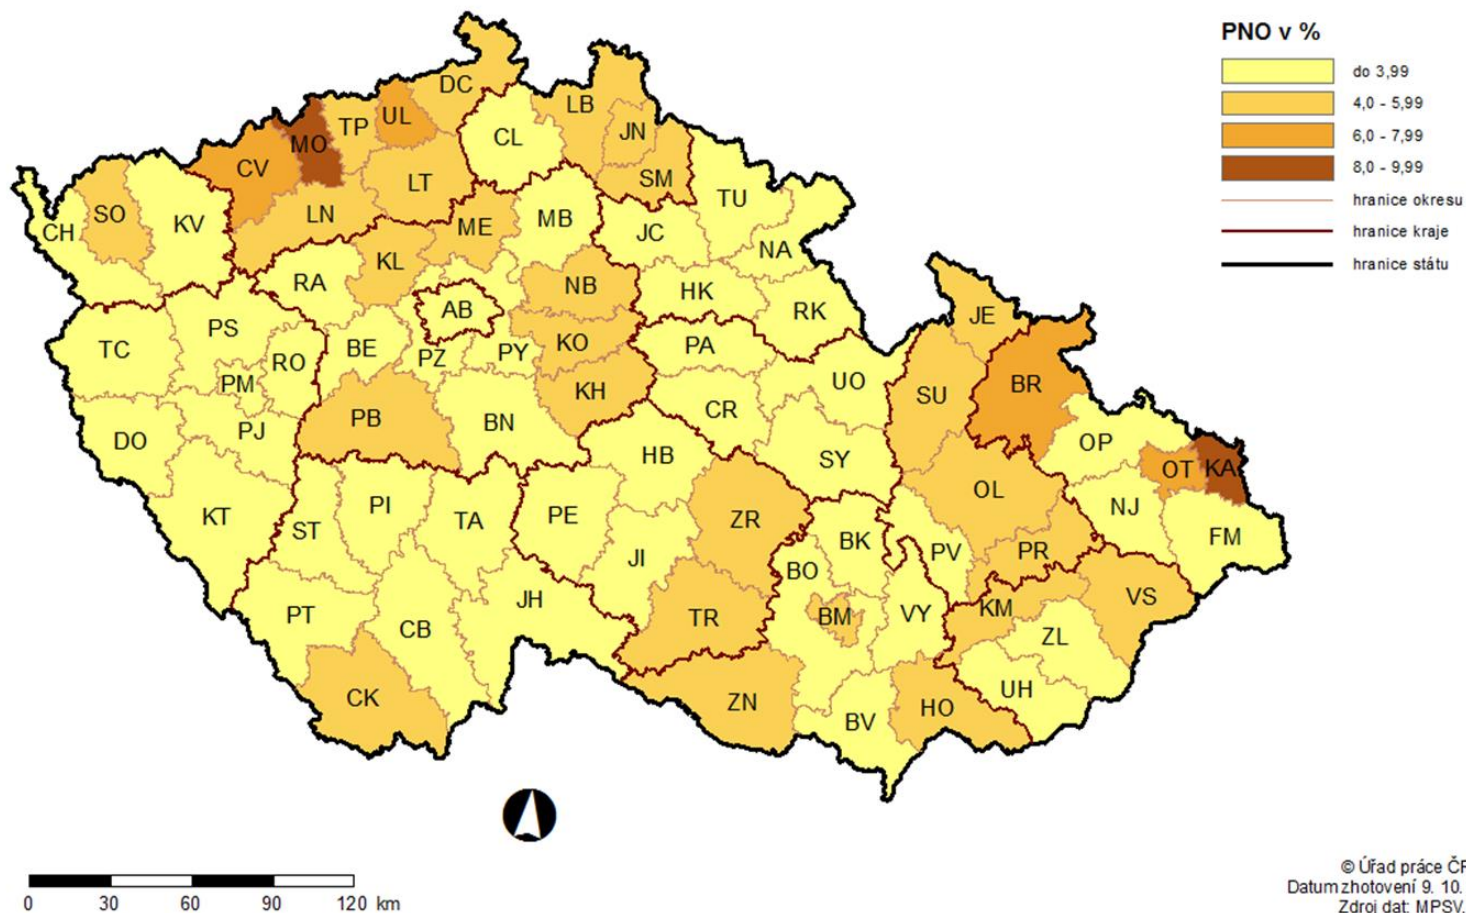 PNO v %
do 3,99
4,0 - 5,99
6,0 - 7,99
8,0 - 9,99
hranice okresu
hranice kraje
hranice státu
DC
LB
UL
TP
JN
CL
MO
CV
SM
LT
TU
SO
LN
MB
KV
ME
CH
JC
NA
KL
RA
NB
HK
AB
RK
JE
PS
KO
PA
TC
BE
PZ
PY
RO
UO
PM
KH
BR
SU
CR
PB
BN
PJ
DO
OP
HB
SY
OT
KA
OL
PI
KT
TA
PE
ZR
NJ
ST
FM
BK
JI
PV
PR
BO
VS
JH
KM
PT
TR
BM
VY
CB
ZL
UH
CK
ZN
HO
BV
0 30 60 90 120 km
© Úřad práce ČR
Datum zhotovení 9. 10.
Zdroj dat: MPSV,